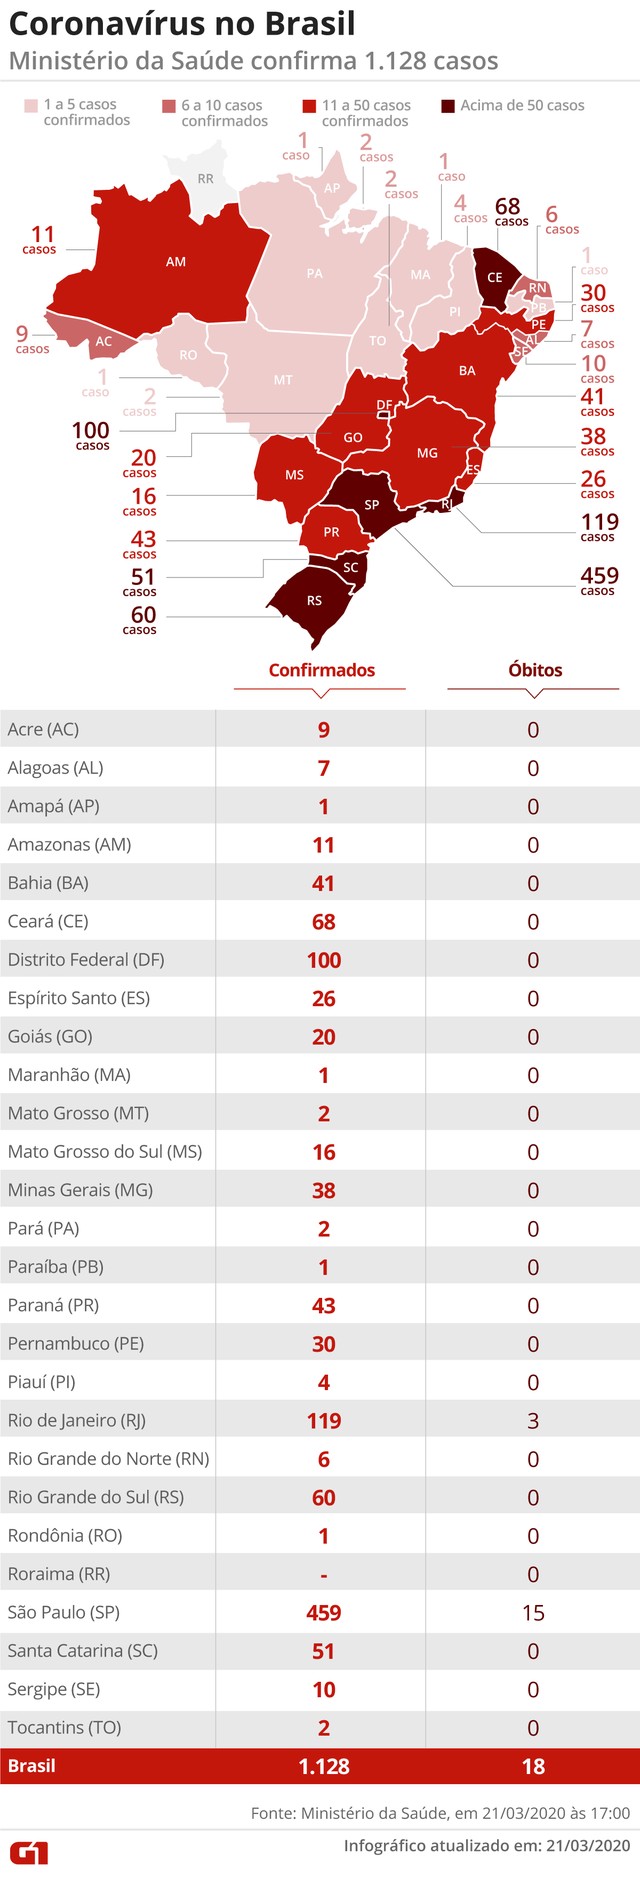 Coronavírus no Brasil
Ministério da Saúde confirma 1.128 casos
1 a 5 casos
confirmados
6 a 10 casos
confirmados
11 a 50 casos
confirmados
Acima de 50 casos
1
caso
2
casos
2
casos
1
caso
4
casos
68
casos
6
casos
1
caso
30
casos
7
casos
10
casos
41
casos
38
casos
26
casos
119
casos
459
casos
11
casos
9
casos
1
caso
2
casos
100
casos
20
casos
16
casos
43
casos
51
casos
60
casos
RR
AP
AM
PA
MA
CE
RN
PB
PI
PE
AL
SE
TO
AC
RO
MT
BA
DF
GO
MG
ES
MS
SP
RJ
PR
SC
RS
Confirmados Óbitos
Acre (AC) 9 0
Alagoas (AL) 7 0
Amapá (AP) 1 0
Amazonas (AM) 11 0
Bahia (BA) 41 0
Ceará (CE) 68 0
Distrito Federal (DF) 100 0
Espírito Santo (ES) 26 0
Goiás (GO) 20 0
Maranhão (MA) 1 0
Mato Grosso (MT) 2 0
Mato Grosso do Sul (MS) 16 0
Minas Gerais (MG) 38 0
Pará (PA) 2 0
Paraíba (PB) 1 0
Paraná (PR) 43 0
Pernambuco (PE) 30 0
Piauí (PI) 4 0
Rio de Janeiro (RJ) 119 3
Rio Grande do Norte (RN) 6 0
Rio Grande do Sul (RS) 60 0
Rondônia (RO) 1 0
Roraima (RR) - 0
São Paulo (SP) 459 15
Santa Catarina (SC) 51 0
Sergipe (SE) 10 0
Tocantins (TO) 2 0
Brasil 1.128 18
Fonte: Ministério da Saúde, em 21/03/2020 às 17:00
G1
Infográfico atualizado em: 21/03/2020